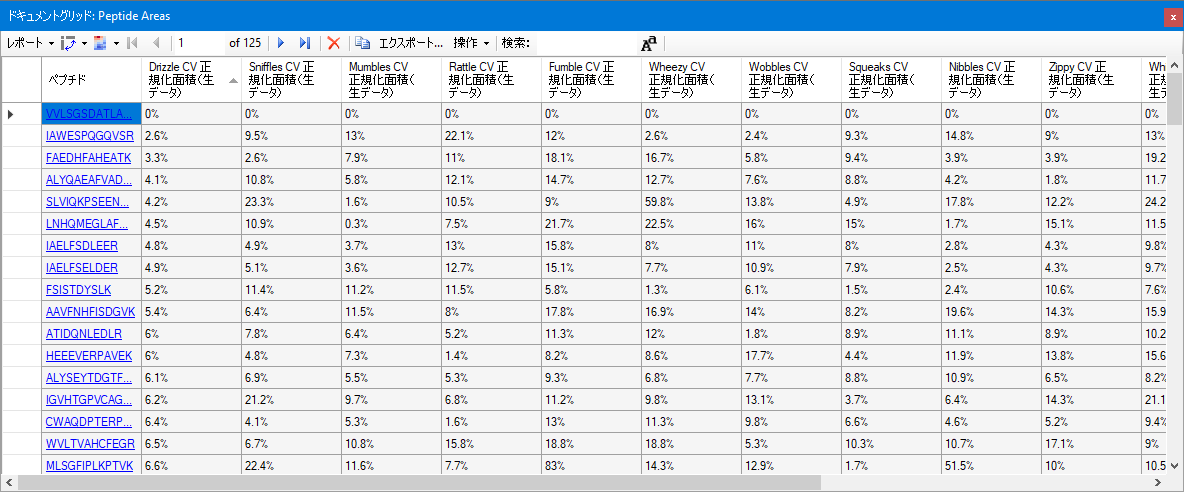 ドキュメントグリッド: Peptide Areas
レポート 1 of 125 エクスポート... 操作 検索:
ペプチド Drizzle CV 正規化面積(生データ) Sniffles CV 正規化面積(生データ) Mumbles CV 正規化面積(生データ) Rattle CV 正規化面積(生データ) Fumble CV 正規化面積(生データ) Wheezy CV 正規化面積(生データ) Wobbles CV 正規化面積(生データ) Squeaks CV 正規化面積(生データ) Nibbles CV 正規化面積(生データ) Zippy CV 正規化面積(生データ)
VVLSGSDATLA... 0% 0% 0% 0% 0% 0% 0% 0% 0% 0% 0%
IAWESPQGQVSR 2.6% 9.5% 13% 22.1% 12% 2.6% 2.4% 9.3% 14.8% 9% 13%
FAEDHFAHEATK 3.3% 2.6% 7.9% 11% 18.1% 16.7% 5.8% 9.4% 3.9% 3.9% 19.2
ALYQAEAFVAD... 4.1% 10.8% 5.8% 12.1% 14.7% 12.7% 7.6% 8.8% 4.2% 1.8% 11.7
SLVIQKPSEEN... 4.2% 23.3% 1.6% 10.5% 9% 59.8% 13.8% 4.9% 17.8% 12.2% 24.2
LNHQMEGLAF... 4.5% 10.9% 0.3% 7.5% 21.7% 22.5% 16% 15% 1.7% 15.1% 11.5
IAELFSDLEER 4.8% 4.9% 3.7% 13% 15.8% 8% 11% 8% 2.8% 4.3% 9.8%
IAELFSELDER 4.9% 5.1% 3.6% 12.7% 15.1% 7.7% 10.9% 7.9% 2.5% 4.3% 9.7%
FSISTDYSLK 5.2% 11.4% 11.2% 11.5% 5.8% 1.3% 6.1% 1.5% 2.4% 10.6% 7.6%
AAVFNHFISDGVK 5.4% 6.4% 11.5% 8% 17.8% 16.9% 14% 8.2% 19.6% 14.3% 15.9
ATIDQNLEDLR 6% 7.8% 6.4% 5.2% 11.3% 12% 1.8% 8.9% 11.1% 8.9% 10.2
HEEEVERPAVEK 6% 4.8% 7.3% 1.4% 8.2% 8.6% 17.7% 4.4% 11.9% 13.8% 15.6
ALYSEYTDGTF... 6.1% 6.9% 5.5% 5.3% 9.3% 6.8% 7.7% 8.8% 10.9% 6.5% 8.2%
IGVHTGPVCAG... 6.2% 21.2% 9.7% 6.8% 11.2% 9.8% 13.1% 3.7% 6.4% 14.3% 21.1
CWAQDPTERP... 6.4% 4.1% 5.3% 1.6% 13% 11.3% 9.8% 6.6% 4.6% 5.2% 9.4%
WVLTVAHCFEGR 6.5% 6.7% 10.8% 15.8% 18.8% 18.8% 5.3% 10.3% 10.7% 17.1% 9%
MLSGFIPLKPTVK 6.6% 22.4% 11.6% 7.7% 83% 14.3% 12.9% 1.7% 51.5% 10% 10.5